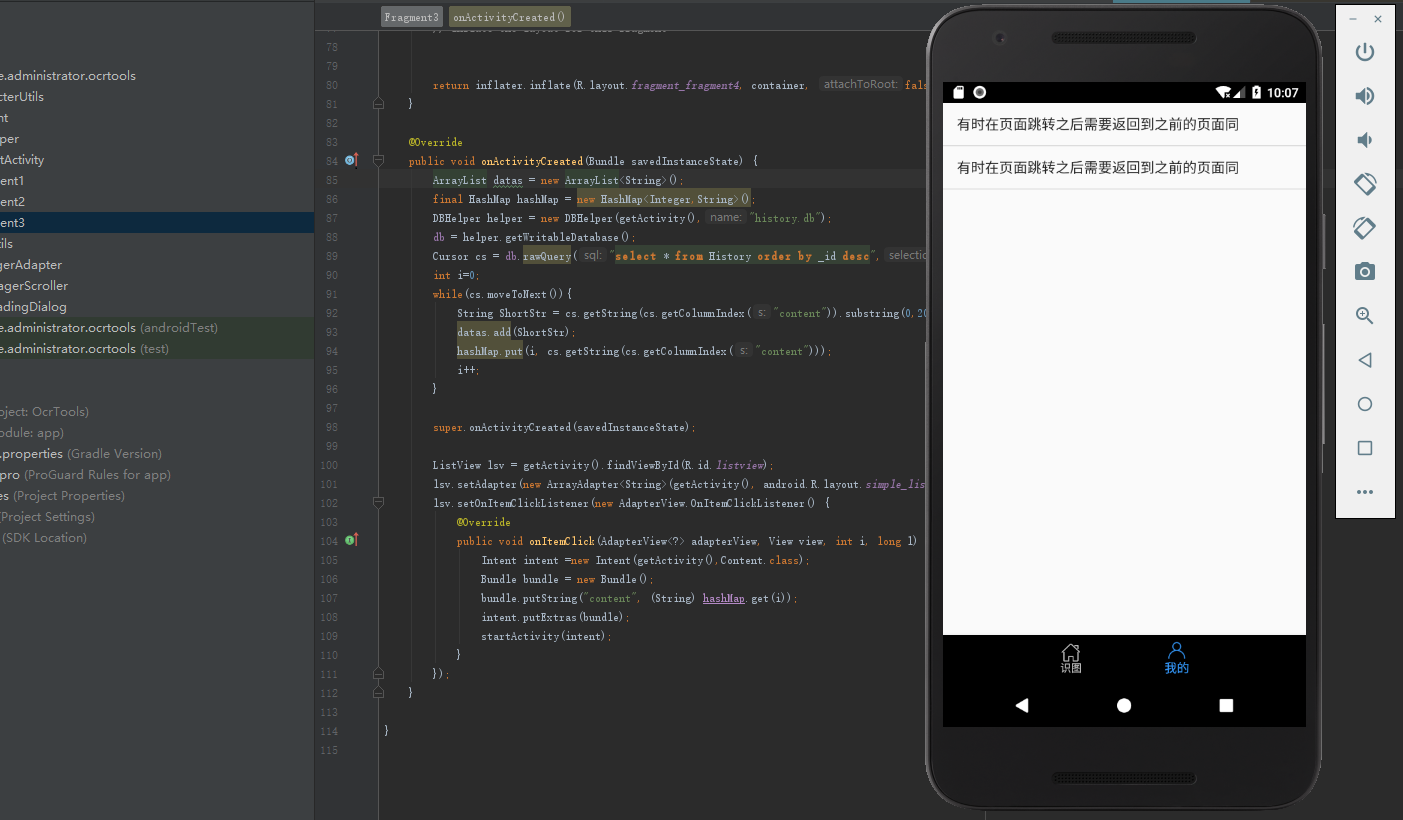 Fragment3 onActivityCreated()
e.administrator.ocrtools
cterUtils
nt
per
tActivity
ent1
ent2
ent3
tils
gerAdapter
agerScroller
adingDialog
e.administrator.ocrtools (androidTest)
e.administrator.ocrtools (test)
oject: OcrTools)
odule: app)
.properties (Gradle Version)
pro (ProGuard Rules for app)
es (Project Properties)
(Project Settings)
(SDK Location)
78
79
80 return inflater.inflate(R.layout.fragment_fragment4, container, attachToRoot: fals
81 }
82
83 @Override
84 public void onActivityCreated(Bundle savedInstanceState) {
85 ArrayList datas = new ArrayList<String>();
86 final HashMap hashMap = new HashMap<Integer,String>();
87 DBHelper helper = new DBHelper(getActivity(), name: "history.db");
88 db = helper.getWritableDatabase();
89 Cursor cs = db.rawQuery( sql: "select * from History order by _id desc", selectio
90 int i=0;
91 while(cs.moveToNext()){
92 String ShortStr = cs.getString(cs.getColumnIndex( s: "content")).substring(0,20
93 datas.add(ShortStr);
94 hashMap.put(i, cs.getString(cs.getColumnIndex( s: "content")));
95 i++;
96 }
97
98 super.onActivityCreated(savedInstanceState);
99
100 ListView lsv = getActivity().findViewById(R.id.listview);
101 lsv.setAdapter(new ArrayAdapter<String>(getActivity(), android.R.layout.simple_lis
102 lsv.setOnItemClickListener(new AdapterView.OnItemClickListener() {
103 @Override
104 public void onItemClick(AdapterView<?> adapterView, View view, int i, long l)
105 Intent intent =new Intent(getActivity(),Content.class);
106 Bundle bundle = new Bundle();
107 bundle.putString("content", (String) hashMap.get(i));
108 intent.putExtras(bundle);
109 startActivity(intent);
110 }
111 });
112 }
113
114 }
115
10:07
有时在页面跳转之后需要返回到之前的页面同
有时在页面跳转之后需要返回到之前的页面同
识图 我的